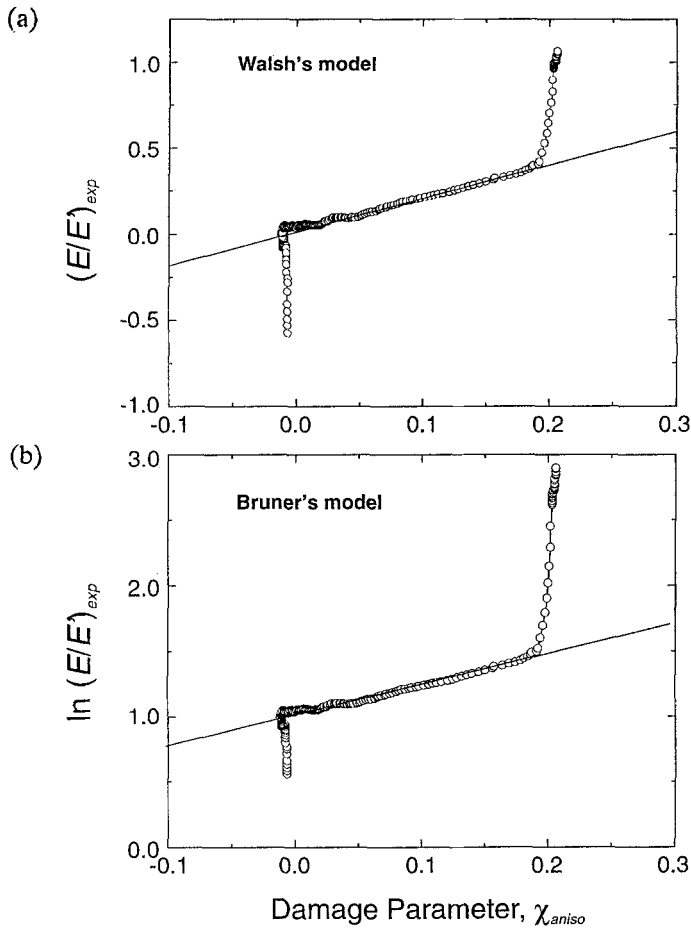 (a)
1.0
0.5
0.0
-0.5
-1.0
Walsh's model
(E/E')exp
-0.1
0.0
0.1
0.2
0.3
(b)
3.0
2.0
1.0
0.0
Bruner's model
ln (E/E')exp
-0.1
0.0
0.1
0.2
0.3
Damage Parameter, χaniso